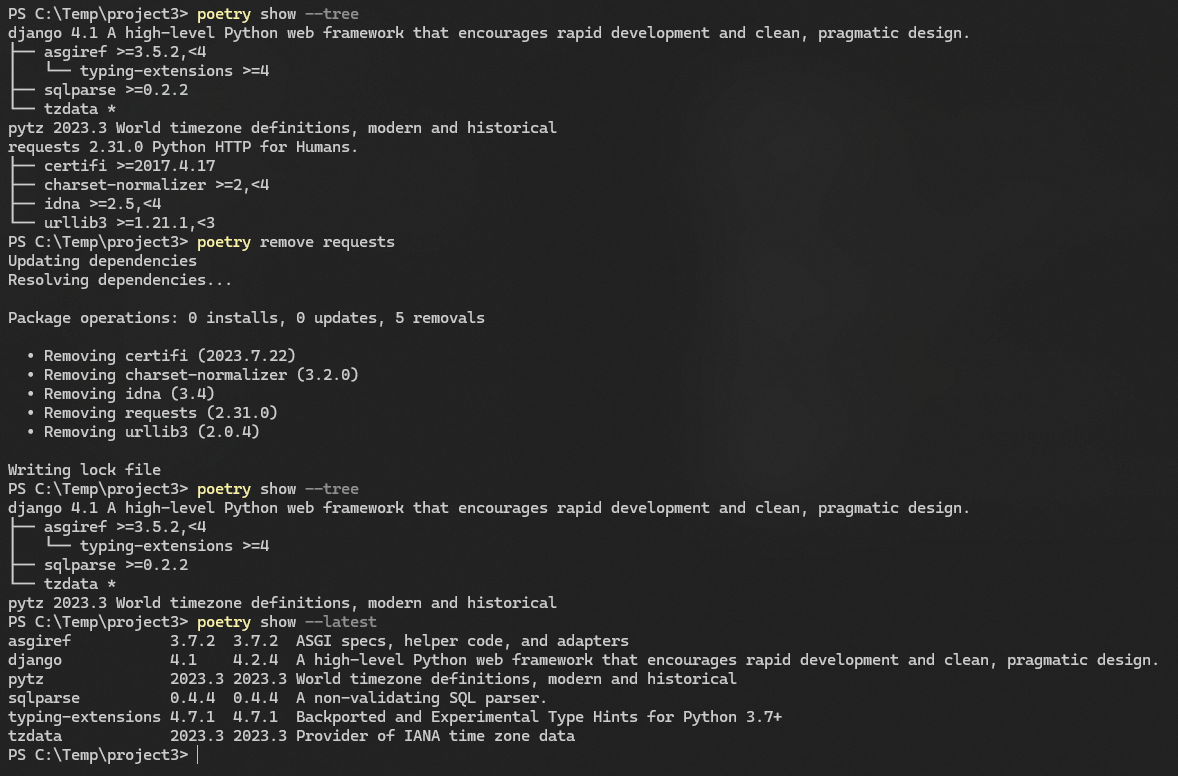 PS C:\Temp\project3> poetry show --tree
django 4.1 A high-level Python web framework that encourages rapid development and clean, pragmatic design.
├── asgiref >=3.5.2,<4
│   └── typing-extensions >=4
├── sqlparse >=0.2.2
└── tzdata *
pytz 2023.3 World timezone definitions, modern and historical
requests 2.31.0 Python HTTP for Humans.
├── certifi >=2017.4.17
├── charset-normalizer >=2,<4
├── idna >=2.5,<4
└── urllib3 >=1.21.1,<3
PS C:\Temp\project3> poetry remove requests
Updating dependencies
Resolving dependencies...

Package operations: 0 installs, 0 updates, 5 removals

  • Removing certifi (2023.7.22)
  • Removing charset-normalizer (3.2.0)
  • Removing idna (3.4)
  • Removing requests (2.31.0)
  • Removing urllib3 (2.0.4)

Writing lock file
PS C:\Temp\project3> poetry show --tree
django 4.1 A high-level Python web framework that encourages rapid development and clean, pragmatic design.
├── asgiref >=3.5.2,<4
│   └── typing-extensions >=4
├── sqlparse >=0.2.2
└── tzdata *
pytz 2023.3 World timezone definitions, modern and historical
PS C:\Temp\project3> poetry show --latest
asgiref           3.7.2  3.7.2  ASGI specs, helper code, and adapters
django            4.1    4.2.4  A high-level Python web framework that encourages rapid development and clean, pragmatic design.
pytz              2023.3 2023.3 World timezone definitions, modern and historical
sqlparse          0.4.4  0.4.4  A non-validating SQL parser.
typing-extensions 4.7.1  4.7.1  Backported and Experimental Type Hints for Python 3.7+
tzdata            2023.3 2023.3 Provider of IANA time zone data
PS C:\Temp\project3>